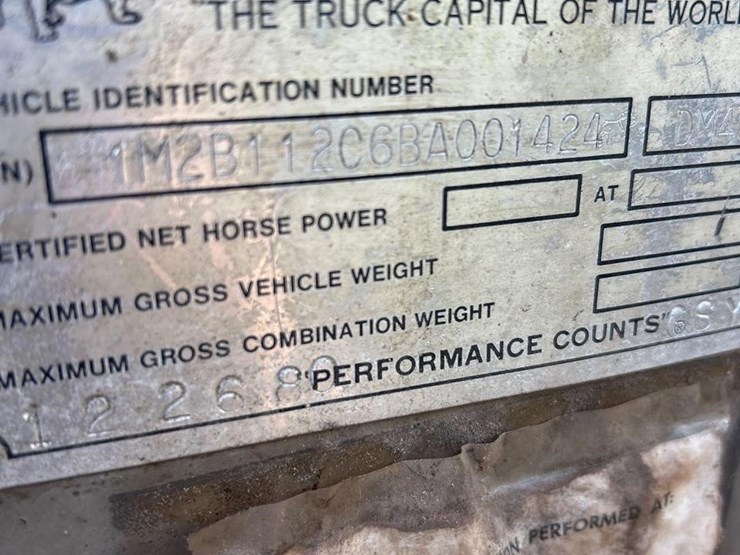 "THE TRUCK CAPITAL OF THE WORL
HICLE IDENTIFICATION NUMBER
N) 1M2B112C6BA001424
ERTIFIED NET HORSE POWER AT
MAXIMUM GROSS VEHICLE WEIGHT
MAXIMUM GROSS COMBINATION WEIGHT
"PERFORMANCE COUNTS"®
PERFORMED AT: